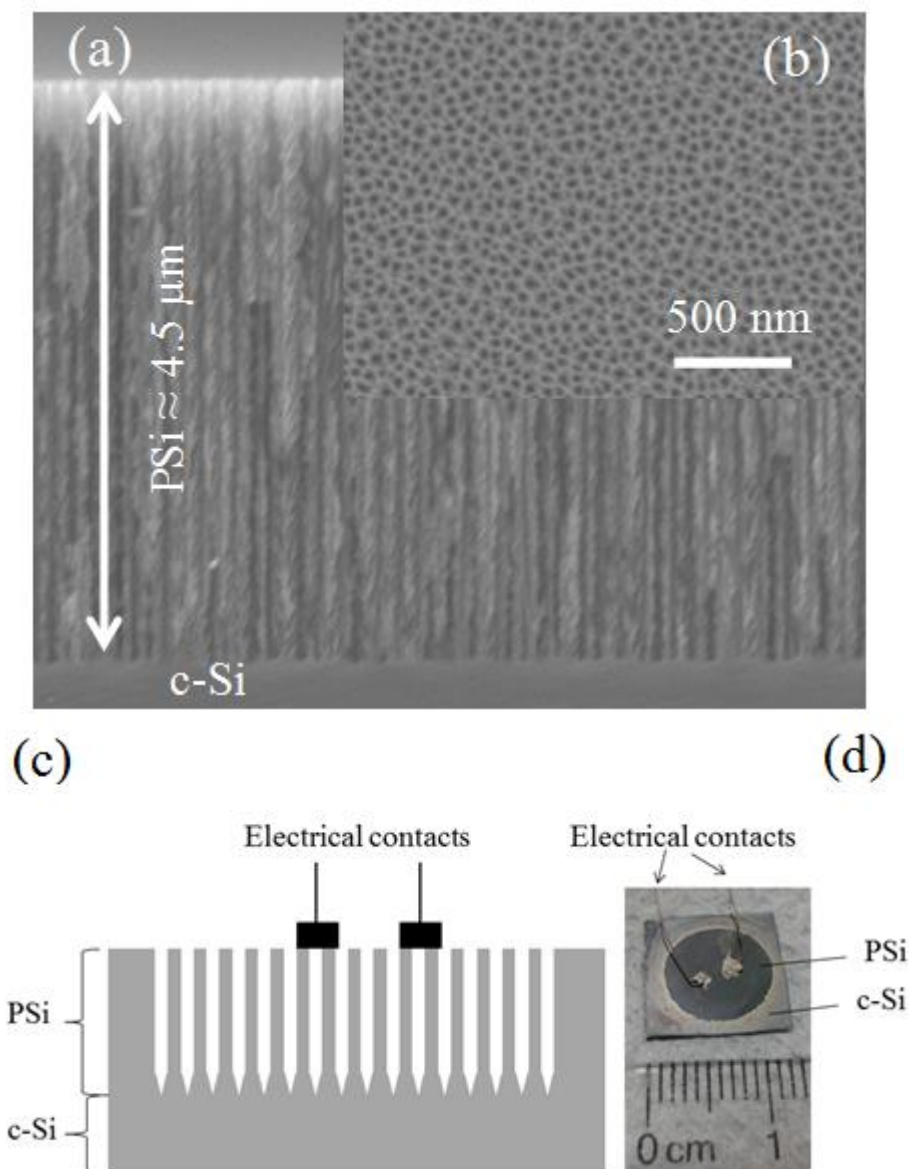 (a)
(b)
500 nm
PSi ≈ 4.5 μm
c-Si
(c)
(d)
Electrical contacts
Electrical contacts
PSi
c-Si
PSi
c-Si
0 cm 1